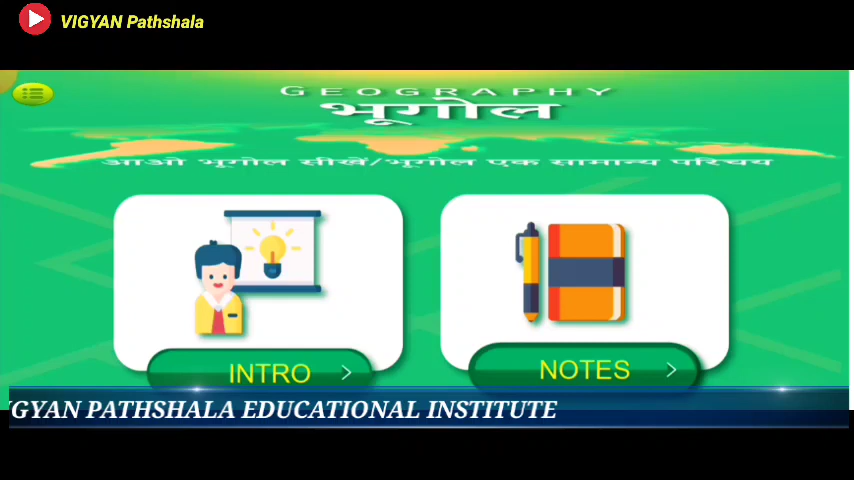 VIGYAN Pathshala
GEOGRAPHY
भूगोल
आओ भूगोल सीखें/भूगोल एक सामान्य परिचय
INTRO >
NOTES >
GYAN PATHSHALA EDUCATIONAL INSTITUTE